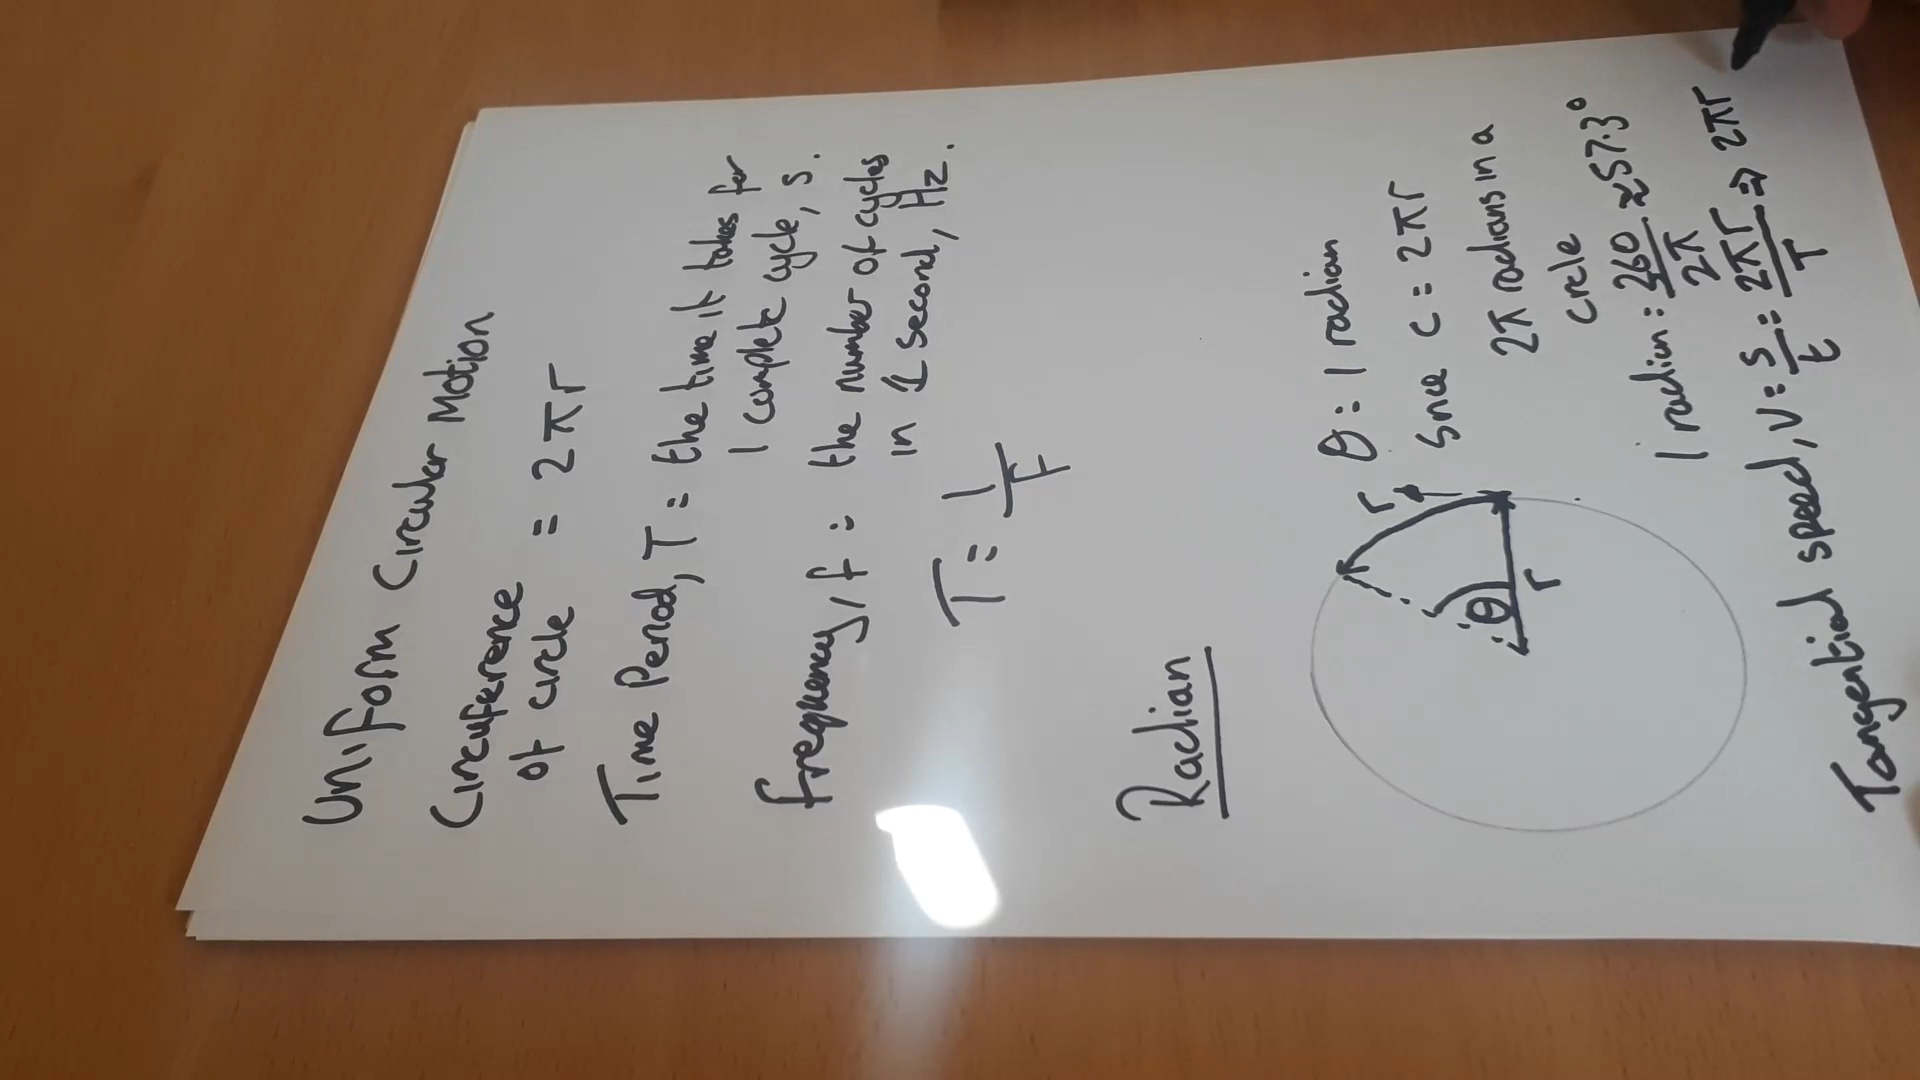 Uniform Circular Motion
Circuference
of circle = 2πr
Time Period, T = the time it takes for
1 complete cycle, s.
frequency, f = the number of cycles
in 1 second, Hz.
T = 1/f
Radian
r
θ
r
θ = 1 radian
Since C = 2πr
2π radians in a
circle
1 radian = 360/2π ≈ 57.3°
Tangential speed, v = s/t = 2πr/T ⇒ 2πr